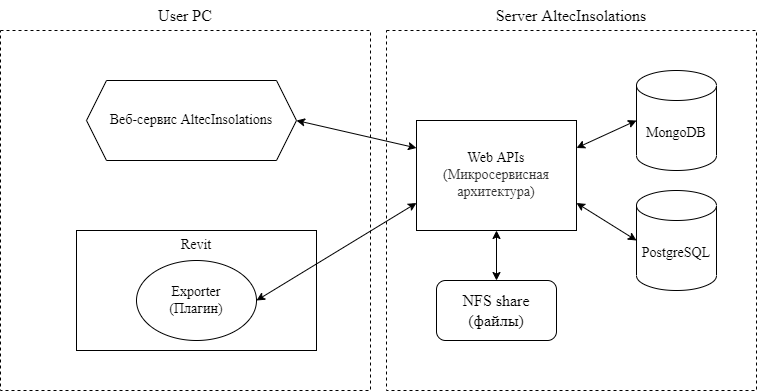 User PC
Server AltecInsolations
Веб-сервис AltecInsolations
Web APIs
(Микросервисная
архитектура)
MongoDB
PostgreSQL
Revit
Exporter
(Плагин)
NFS share
(файлы)